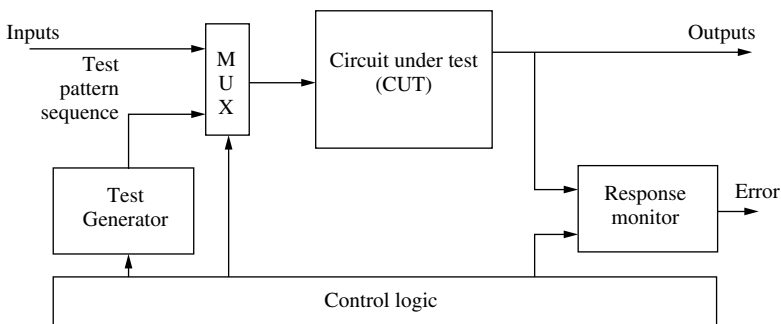 Inputs
Test
pattern
sequence
M
U
X
Circuit under test
(CUT)
Outputs
Test
Generator
Response
monitor
Error
Control logic